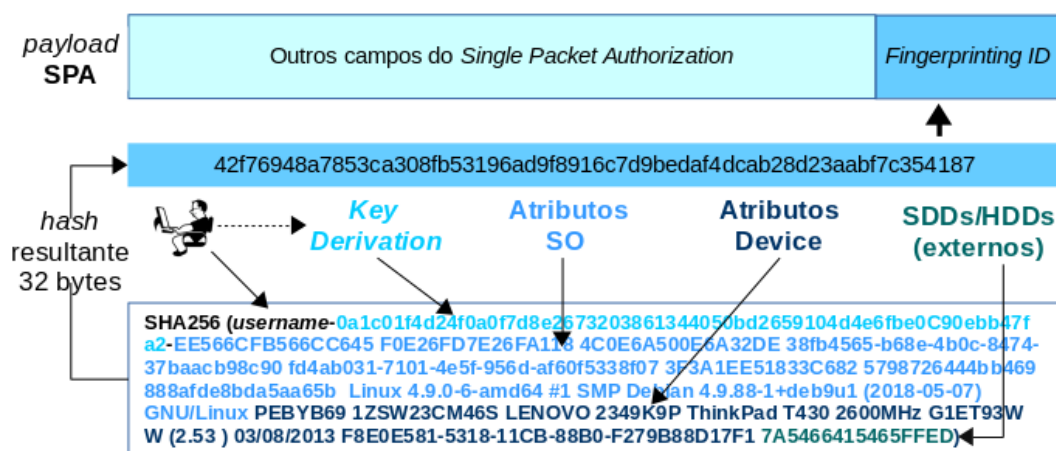 payload
SPA
Outros campos do Single Packet Authorization
Fingerprinting ID
42f76948a7853ca308fb53196ad9f8916c7d9bedaf4dcab28d23aabf7c354187
hash
resultante
32 bytes
Key
Derivation
Atributos
SO
Atributos
Device
SDDs/HDDs
(externos)
SHA256 (username-0a1c01f4d24f0a0f7d8e2673203861344050bd2659104d4e6fbe0C90ebb47f
a2-EE566CFB566CC645 F0E26FD7E26FA118 4C0E6A500E6A32DE 38fb4565-b68e-4b0c-8474-
37baacb98c90 fd4ab031-7101-4e5f-956d-af60f5338f07 3F3A1EE51833C682 5798726444bb469
888afde8bda5aa65b Linux 4.9.0-6-amd64 #1 SMP Debian 4.9.88-1+deb9u1 (2018-05-07)
GNU/Linux PEBYB69 1ZSW23CM46S LENOVO 2349K9P ThinkPad T430 2600MHz G1ET93W
W (2.53 ) 03/08/2013 F8E0E581-5318-11CB-88B0-F279B88D17F1 7A5466415465FFED)